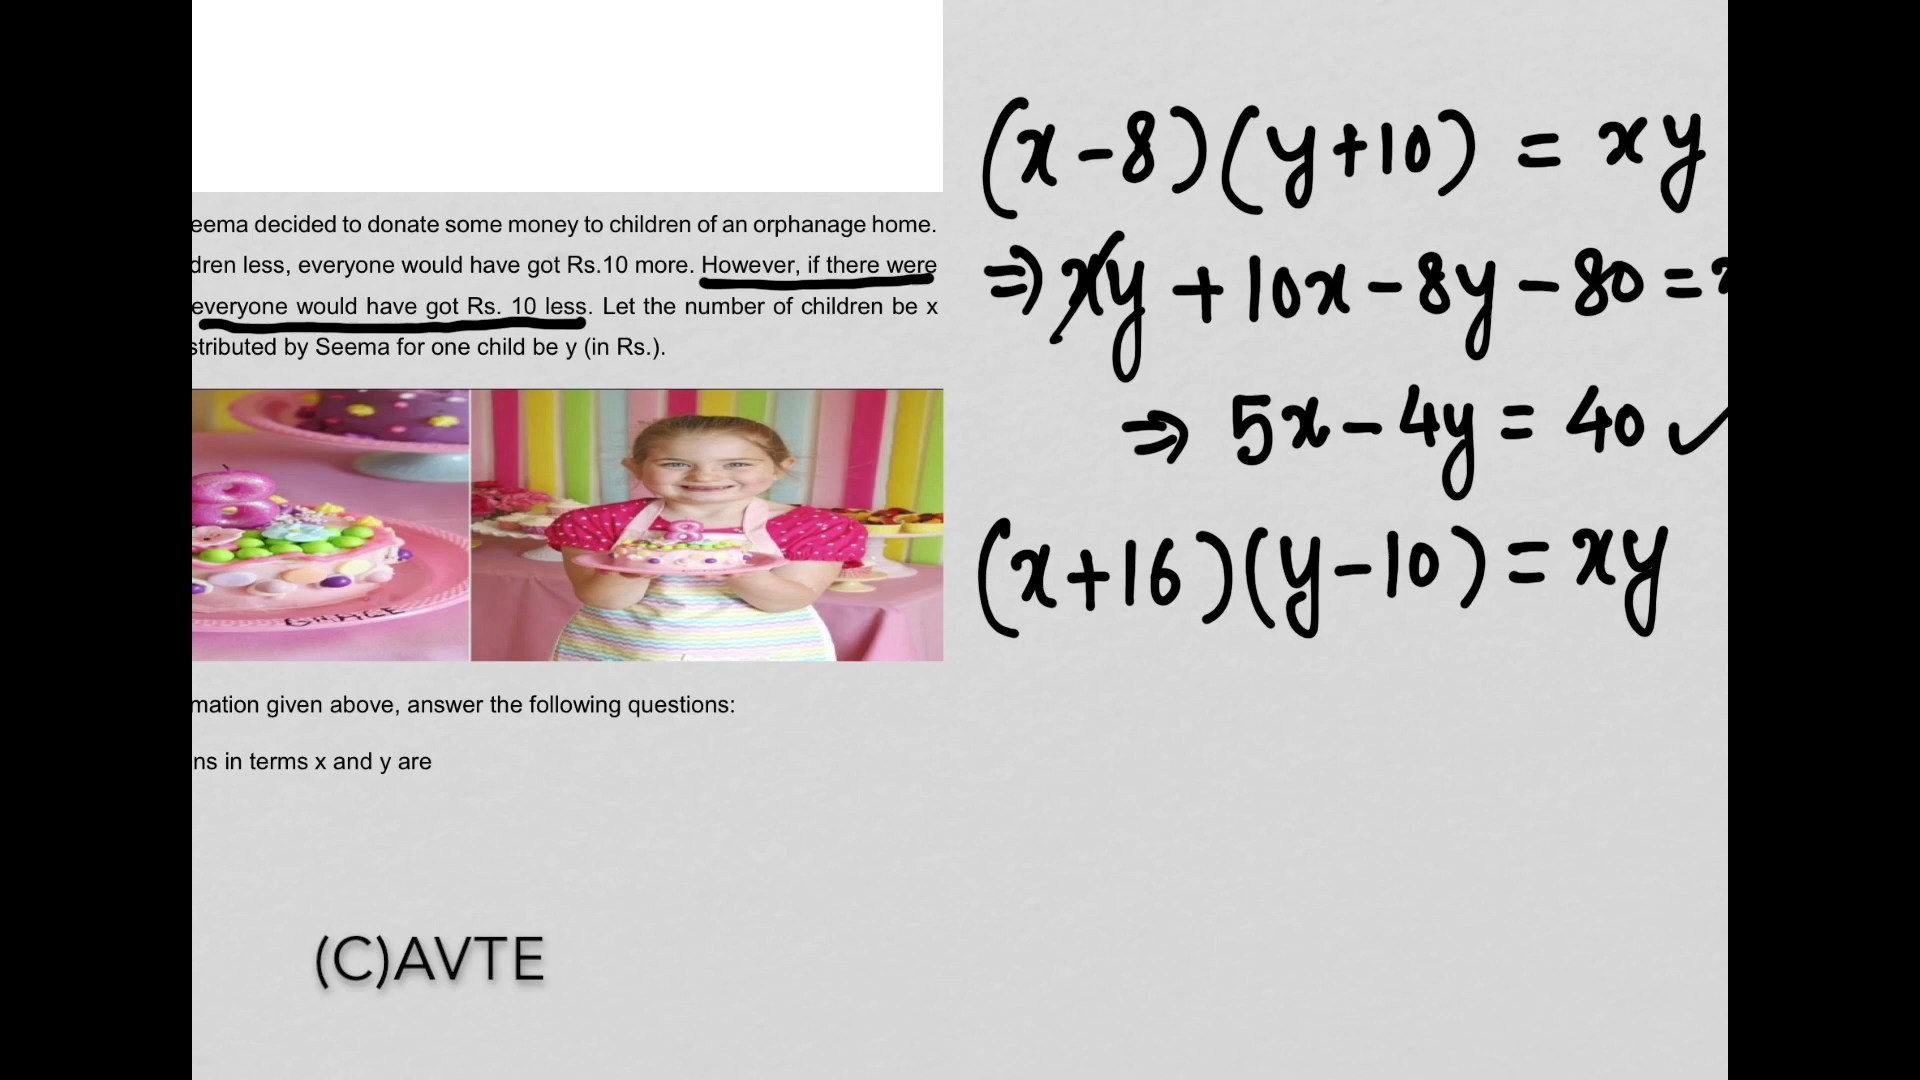 eema decided to donate some money to children of an orphanage home.
dren less, everyone would have got Rs.10 more. However, if there were
everyone would have got Rs. 10 less. Let the number of children be x
stributed by Seema for one child be y (in Rs.).
8
GRACE
8
mation given above, answer the following questions:
ns in terms x and y are
(C)AVTE
(x-8)(y+10) = xy
⇒ xy + 10x - 8y - 80 = x
⇒ 5x - 4y = 40 ✓
(x+16)(y-10) = xy